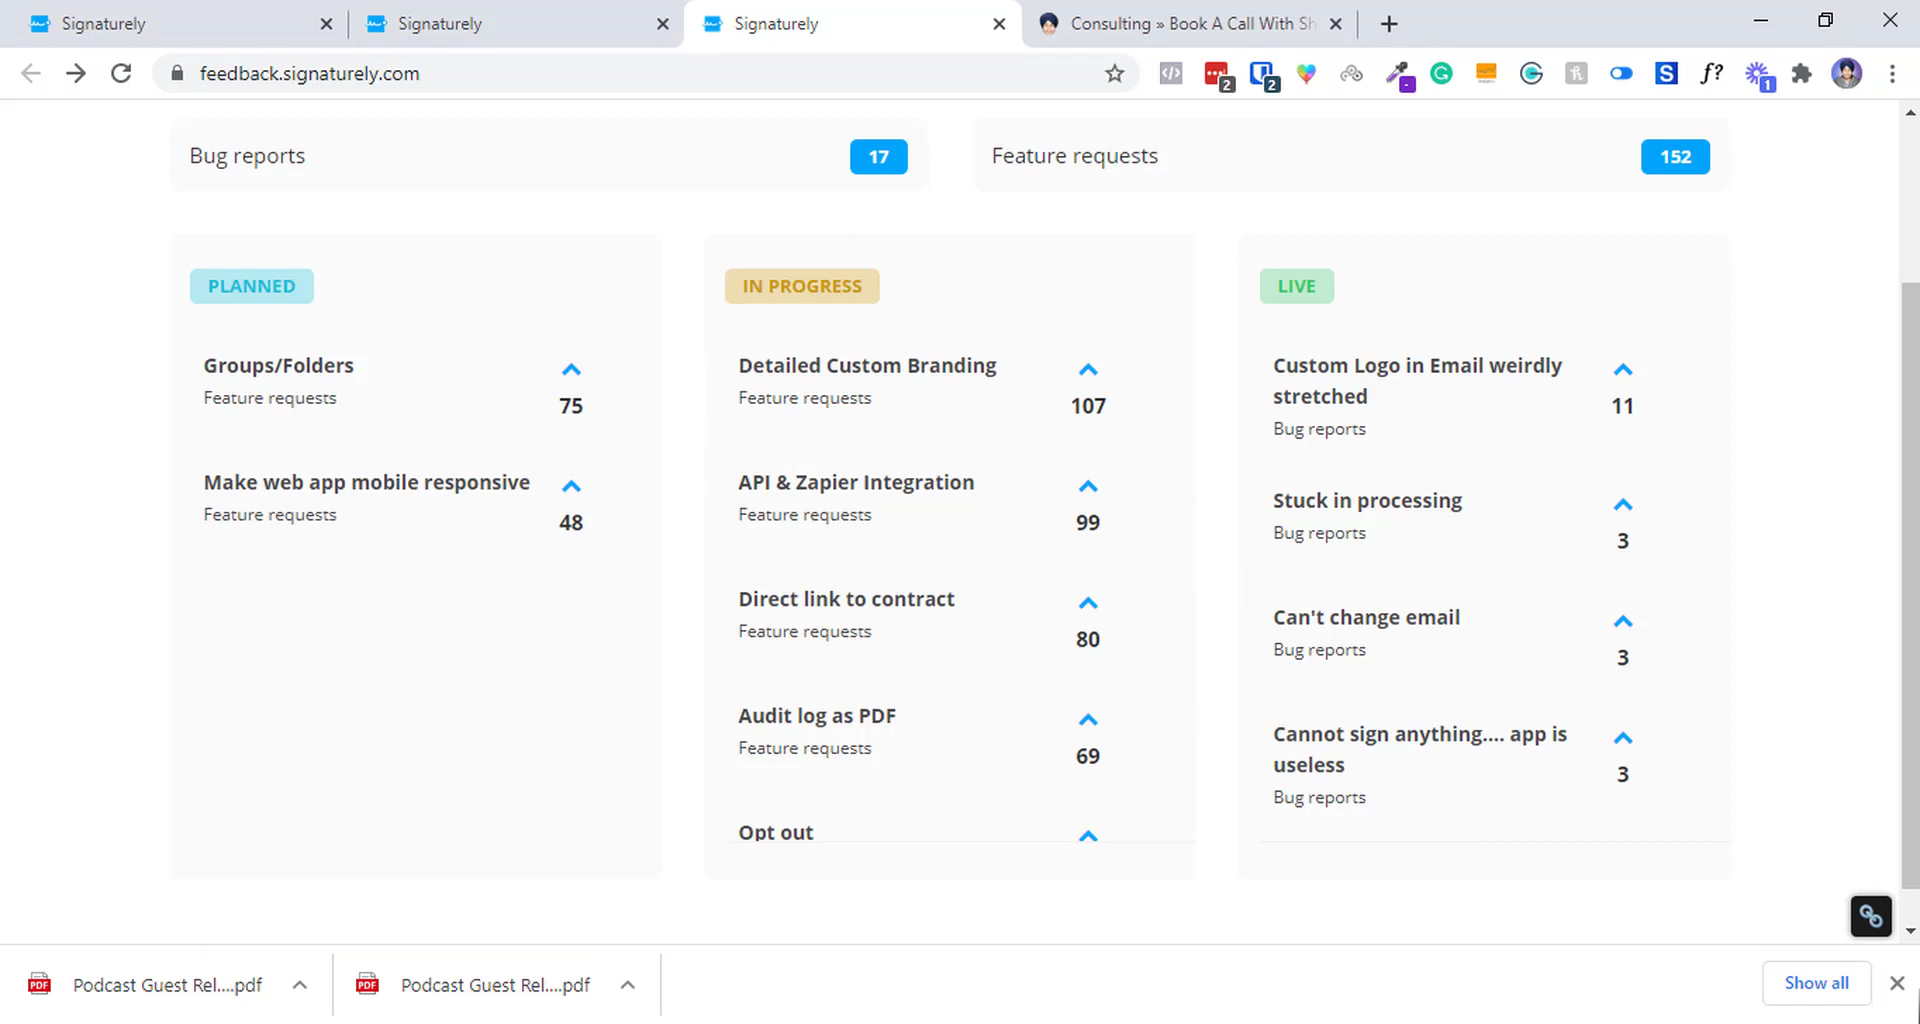 Signaturely
Signaturely
Signaturely
Consulting » Book A Call With Sh
feedback.signaturely.com
2
2
S
f?
1
Bug reports
17
Feature requests
152
PLANNED
Groups/Folders
Feature requests
75
Make web app mobile responsive
Feature requests
48
IN PROGRESS
Detailed Custom Branding
Feature requests
107
API & Zapier Integration
Feature requests
99
Direct link to contract
Feature requests
80
Audit log as PDF
Feature requests
69
Opt out
LIVE
Custom Logo in Email weirdly
stretched
Bug reports
11
Stuck in processing
Bug reports
3
Can't change email
Bug reports
3
Cannot sign anything.... app is
useless
Bug reports
3
PDF
Podcast Guest Rel....pdf
PDF
Podcast Guest Rel....pdf
Show all